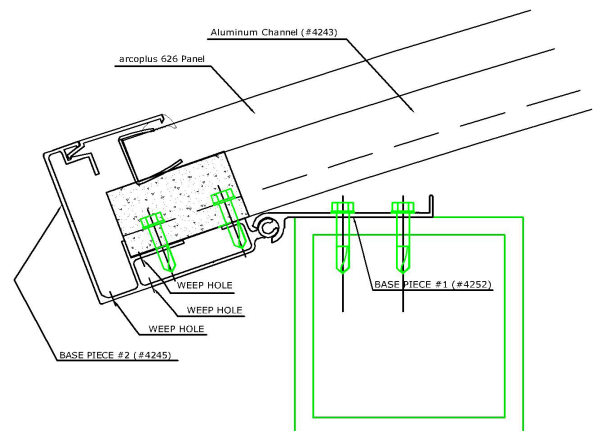 Aluminum Channel (#4243)
arcoplus 626 Panel
WEEP HOLE
BASE PIECE #1 (#4252)
WEEP HOLE
WEEP HOLE
BASE PIECE #2 (#4245)